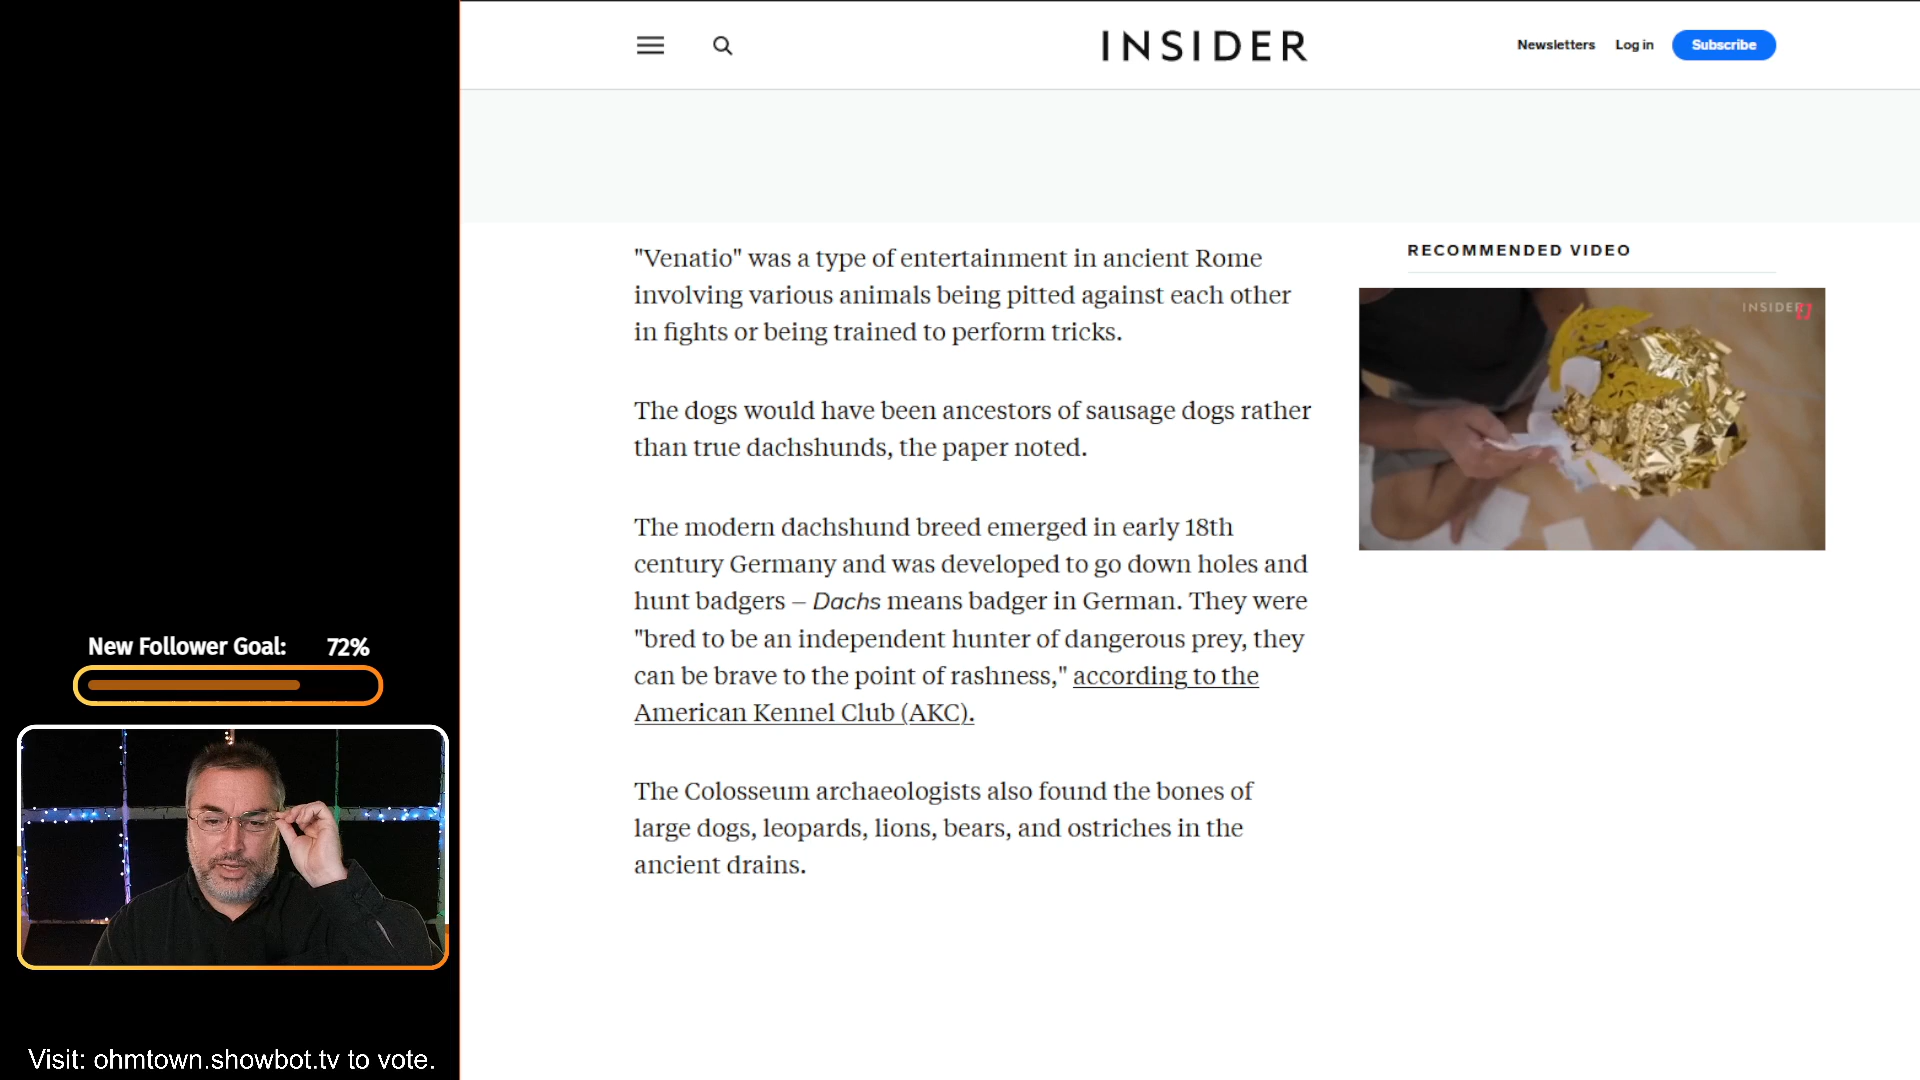 INSIDER
Newsletters
Log in
Subscribe
"Venatio" was a type of entertainment in ancient Rome
involving various animals being pitted against each other
in fights or being trained to perform tricks.
The dogs would have been ancestors of sausage dogs rather
than true dachshunds, the paper noted.
The modern dachshund breed emerged in early 18th
century Germany and was developed to go down holes and
hunt badgers – Dachs means badger in German. They were
"bred to be an independent hunter of dangerous prey, they
can be brave to the point of rashness," according to the
American Kennel Club (AKC).
The Colosseum archaeologists also found the bones of
large dogs, leopards, lions, bears, and ostriches in the
ancient drains.
RECOMMENDED VIDEO
INSIDER
New Follower Goal: 72%
Visit: ohmtown.showbot.tv to vote.